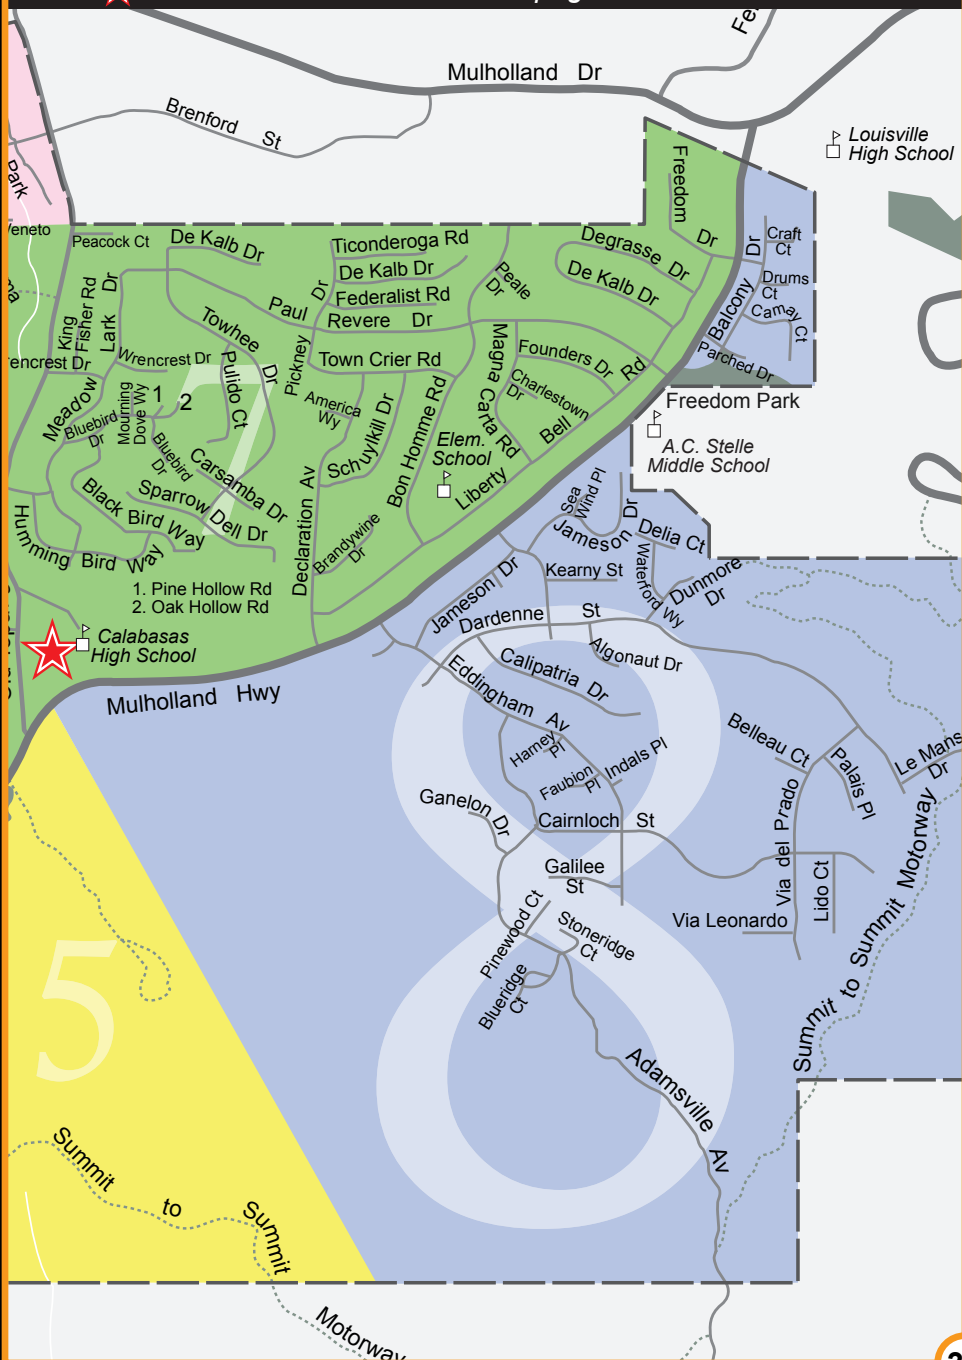 Mulholland Dr
Brenford St
Louisville
High School
Park
Freedom Dr
Peacock Ct
De Kalb Dr
Ticonderoga Rd
De Kalb Dr
Federalist Rd
Paul Revere Dr
Peale
Dr
Degrasse Dr
De Kalb Dr
Balcony Dr
Craft
Ct
Drums
Ct
Camay Ct
Parched Dr
King
Fisher Rd
Lark Dr
Towhee Dr
Pickney Dr
Town Crier Rd
Magna Carta Rd
Founders Dr
Charlestown
Dr
Wrencrest Dr
Pulido Ct
Meadow
Bluebird
Dr
Mourning
Dove Wy
1
2
7
Bluebird
Dr
America
Wy
Schuylkill Dr
Bon Homme Rd
Elem.
School
Liberty Bell Rd
Freedom Park
A.C. Stelle
Middle School
Carsamba Dr
Sparrow Dell Dr
Black Bird Way
Humming Bird Way
Declaration Av
Brandywine
Dr
1. Pine Hollow Rd
2. Oak Hollow Rd
Calabasas
High School
Mulholland Hwy
Sea
Wind Pl
Jameson Dr
Delia Ct
Waterford Wy
Dunmore
Dr
Kearny St
Jameson Dr
Dardenne St
Algonaut Dr
Calipatria Dr
Eddingham Av
Harney
Pl
Faubion
Pl
Indals Pl
Belleau Ct
Palais Pl
Le Mans
Dr
Ganelon Dr
Cairnloch St
Galilee
St
Via del Prado
Lido Ct
Via Leonardo
Pinewood Ct
Stoneridge
Ct
Blueridge
Ct
8
5
Adamsville Av
Summit to Summit Motorway
Summit to Summit Motorway